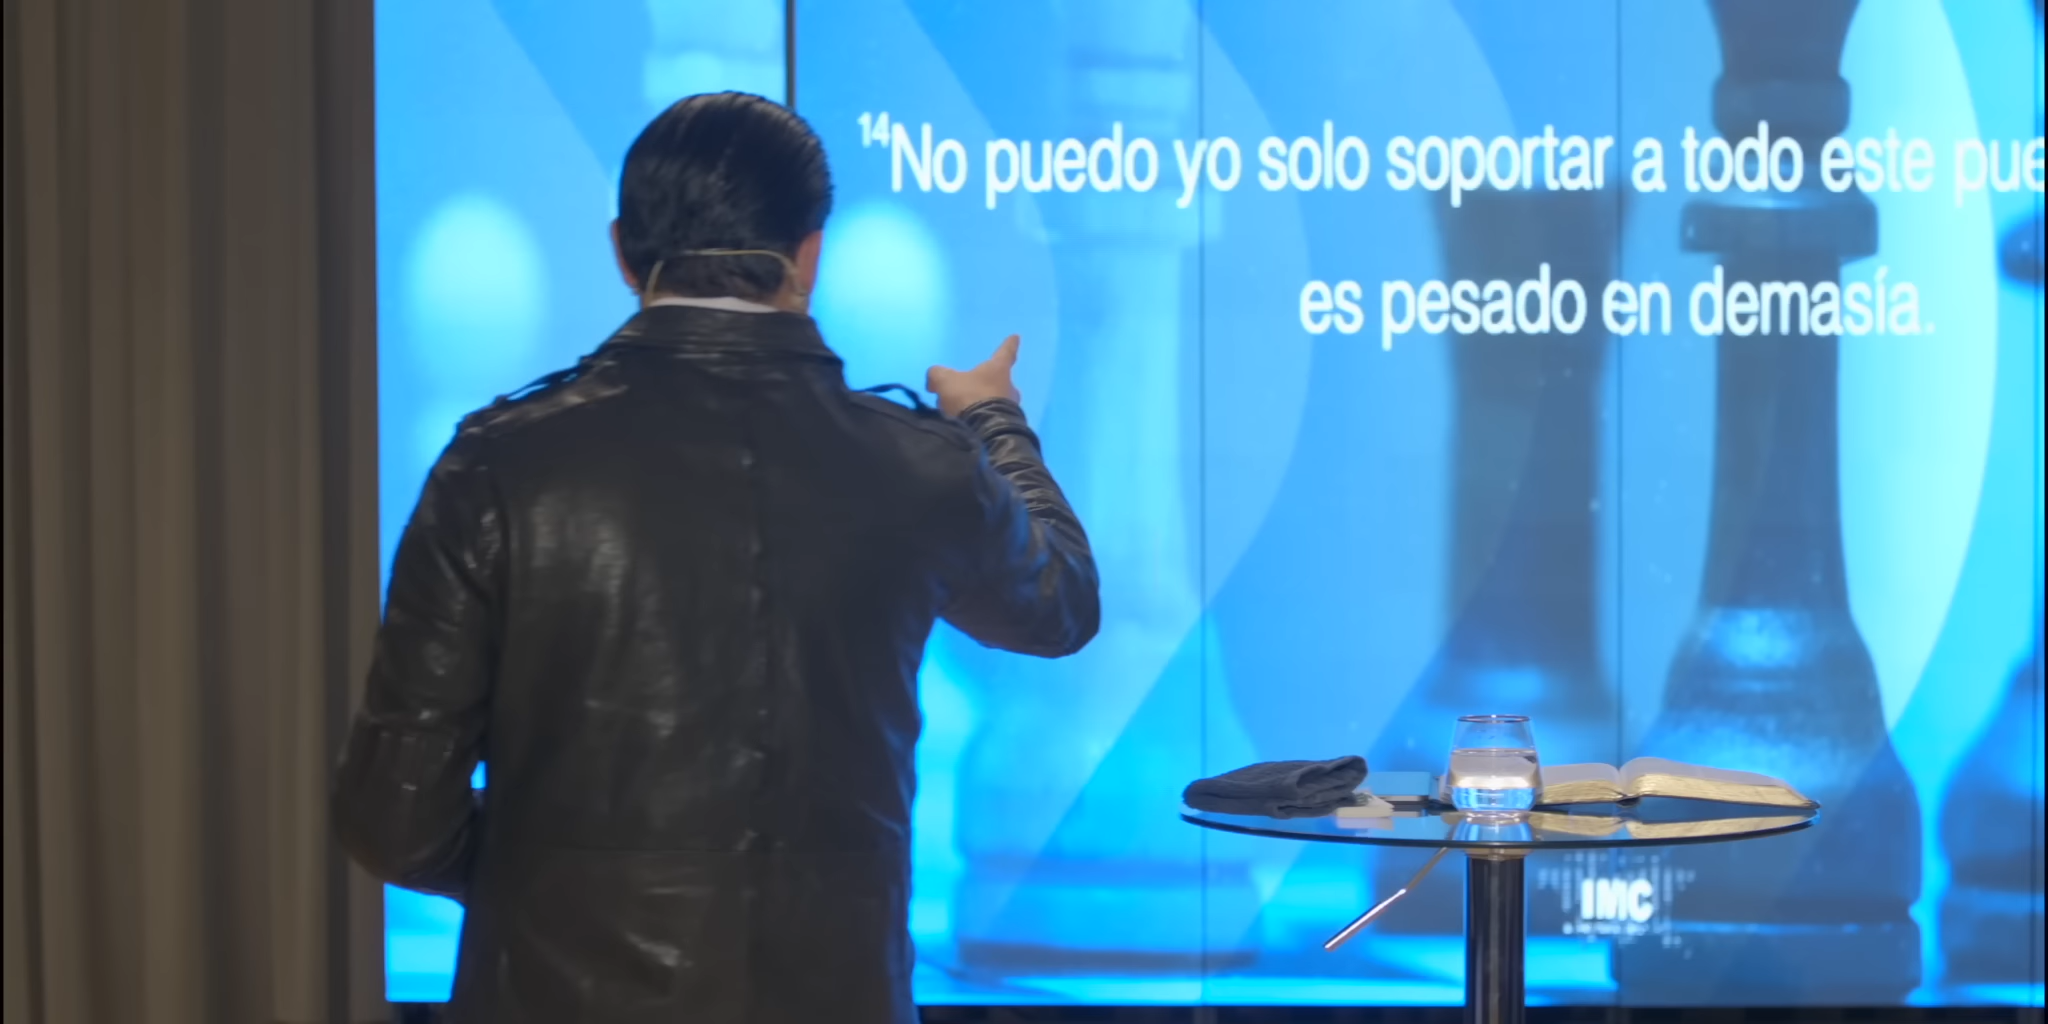 14No puedo yo solo soportar a todo este
es pesado en demasía.
IMC